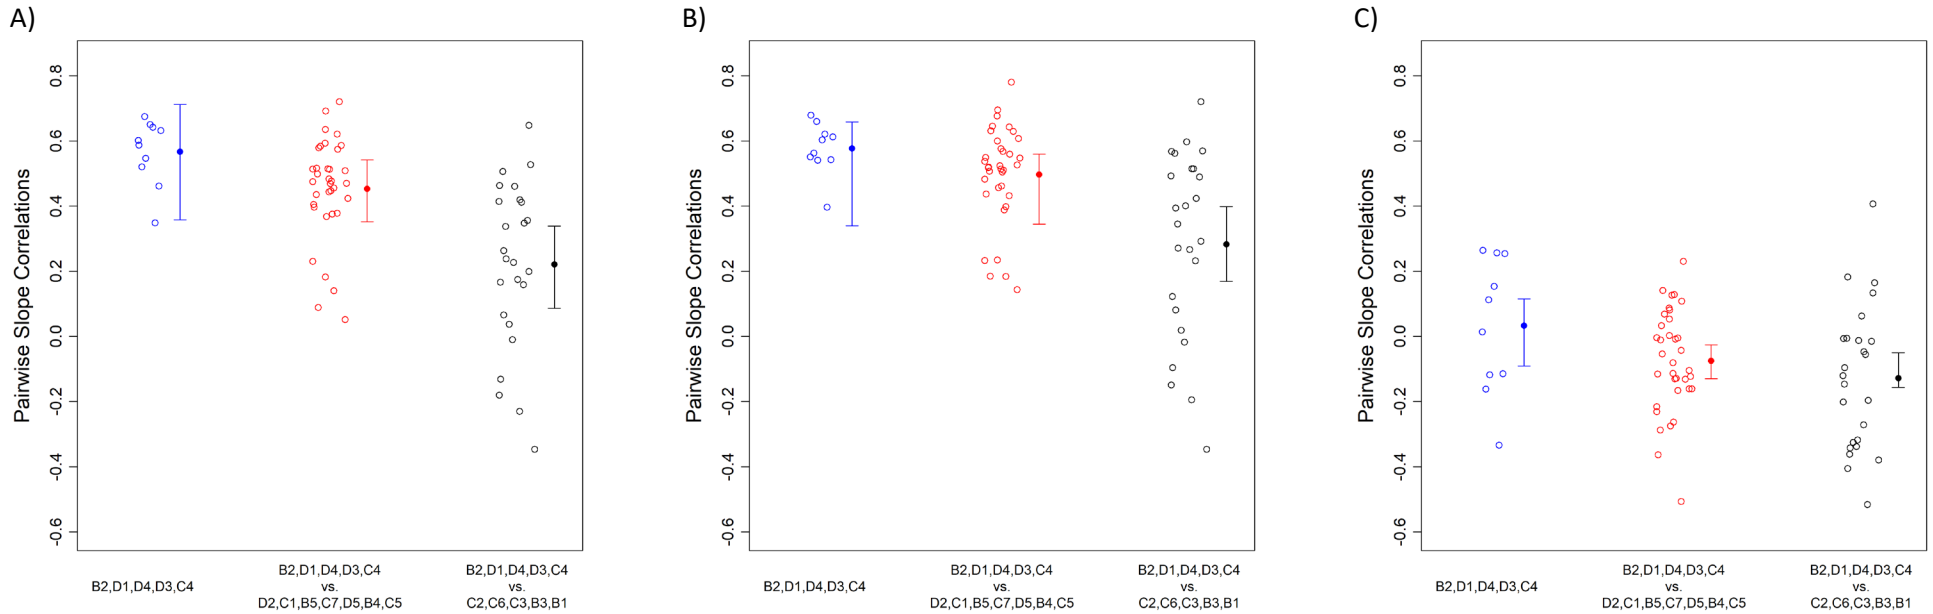 A)
Pairwise Slope Correlations
0.8
0.6
0.4
0.2
0.0
-0.2
-0.4
-0.6
B2,D1,D4,D3,C4
B2,D1,D4,D3,C4
vs.
D2,C1,B5,C7,D5,B4,C5
B2,D1,D4,D3,C4
vs.
C2,C6,C3,B3,B1
B)
Pairwise Slope Correlations
0.8
0.6
0.4
0.2
0.0
-0.2
-0.4
-0.6
B2,D1,D4,D3,C4
B2,D1,D4,D3,C4
vs.
D2,C1,B5,C7,D5,B4,C5
B2,D1,D4,D3,C4
vs.
C2,C6,C3,B3,B1
C)
Pairwise Slope Correlations
0.8
0.6
0.4
0.2
0.0
-0.2
-0.4
-0.6
B2,D1,D4,D3,C4
B2,D1,D4,D3,C4
vs.
D2,C1,B5,C7,D5,B4,C5
B2,D1,D4,D3,C4
vs.
C2,C6,C3,B3,B1